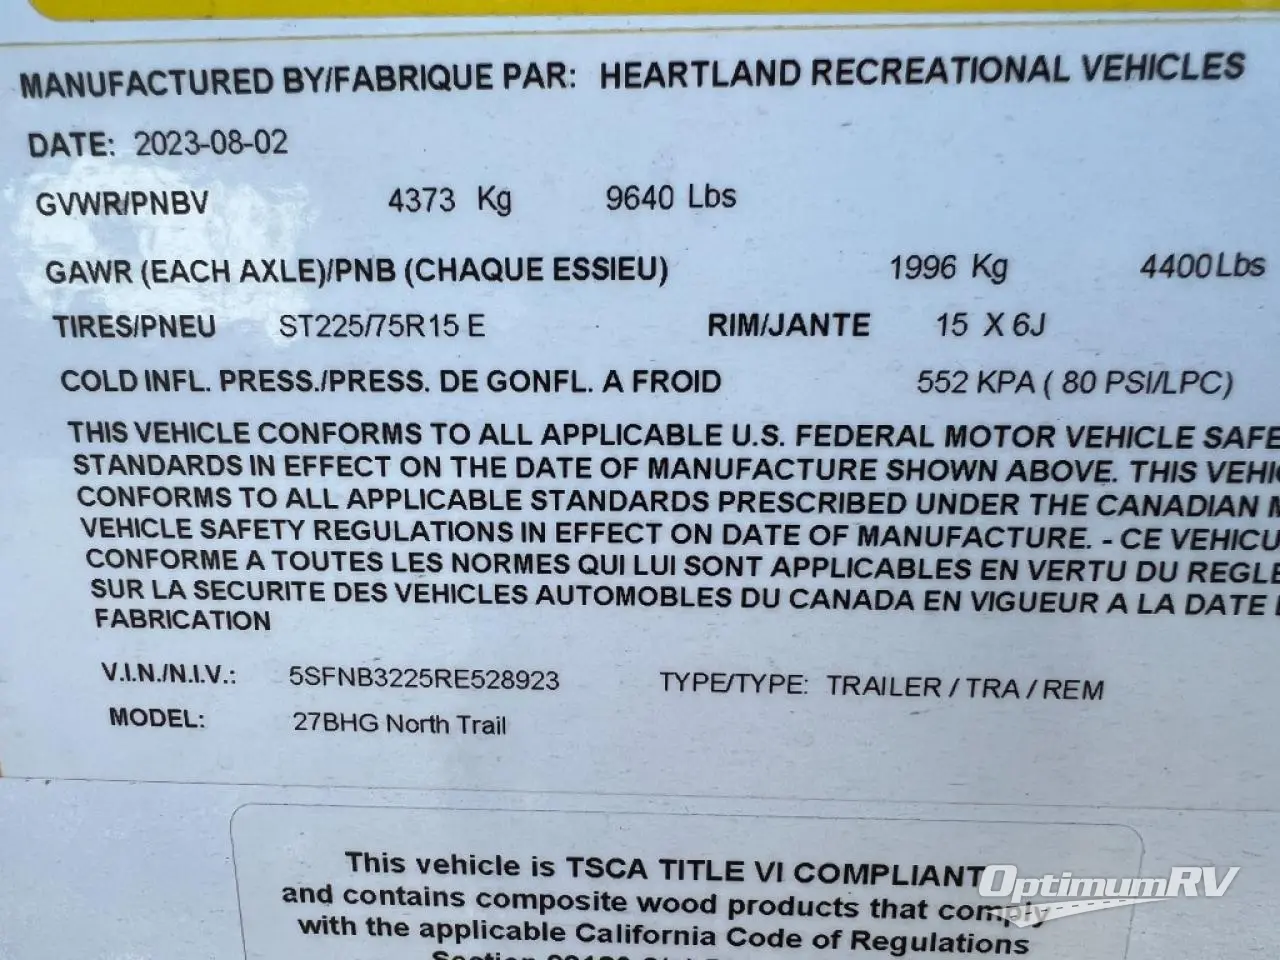 MANUFACTURED BY/FABRIQUE PAR: HEARTLAND RECREATIONAL VEHICLES
DATE: 2023-08-02
GVWR/PNBV 4373 Kg 9640 Lbs
GAWR (EACH AXLE)/PNB (CHAQUE ESSIEU) 1996 Kg 4400 Lbs
TIRES/PNEU ST225/75R15 E RIM/JANTE 15 X 6J
COLD INFL. PRESS./PRESS. DE GONFL. A FROID 552 KPA ( 80 PSI/LPC)
THIS VEHICLE CONFORMS TO ALL APPLICABLE U.S. FEDERAL MOTOR VEHICLE SAFE
STANDARDS IN EFFECT ON THE DATE OF MANUFACTURE SHOWN ABOVE. THIS VEHI
CONFORMS TO ALL APPLICABLE STANDARDS PRESCRIBED UNDER THE CANADIAN M
VEHICLE SAFETY REGULATIONS IN EFFECT ON DATE OF MANUFACTURE. - CE VEHICU
CONFORME A TOUTES LES NORMES QUI LUI SONT APPLICABLES EN VERTU DU REGLE
SUR LA SECURITE DES VEHICLES AUTOMOBILES DU CANADA EN VIGUEUR A LA DATE
FABRICATION
V.I.N./N.I.V.: 5SFNB3225RE528923 TYPE/TYPE: TRAILER / TRA / REM
MODEL: 27BHG North Trail
This vehicle is TSCA TITLE VI COMPLIANT
and contains composite wood products that comply
with the applicable California Code of Regulations
Section
OptimumRV